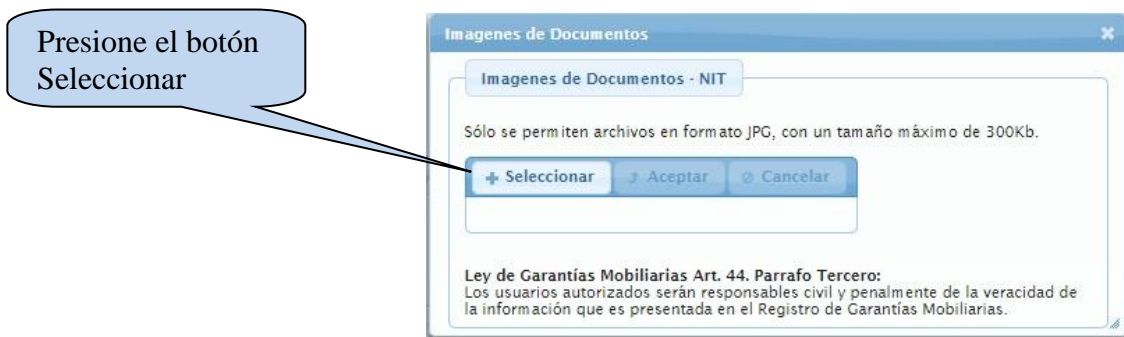 Presione el botón
Seleccionar
Imagenes de Documentos
Imagenes de Documentos - NIT
Sólo se permiten archivos en formato JPG, con un tamaño máximo de 300Kb.
Seleccionar Aceptar Cancelar
Ley de Garantías Mobiliarias Art. 44. Parrafo Tercero:
Los usuarios autorizados serán responsables civil y penalmente de la veracidad de
la información que es presentada en el Registro de Garantías Mobiliarias.